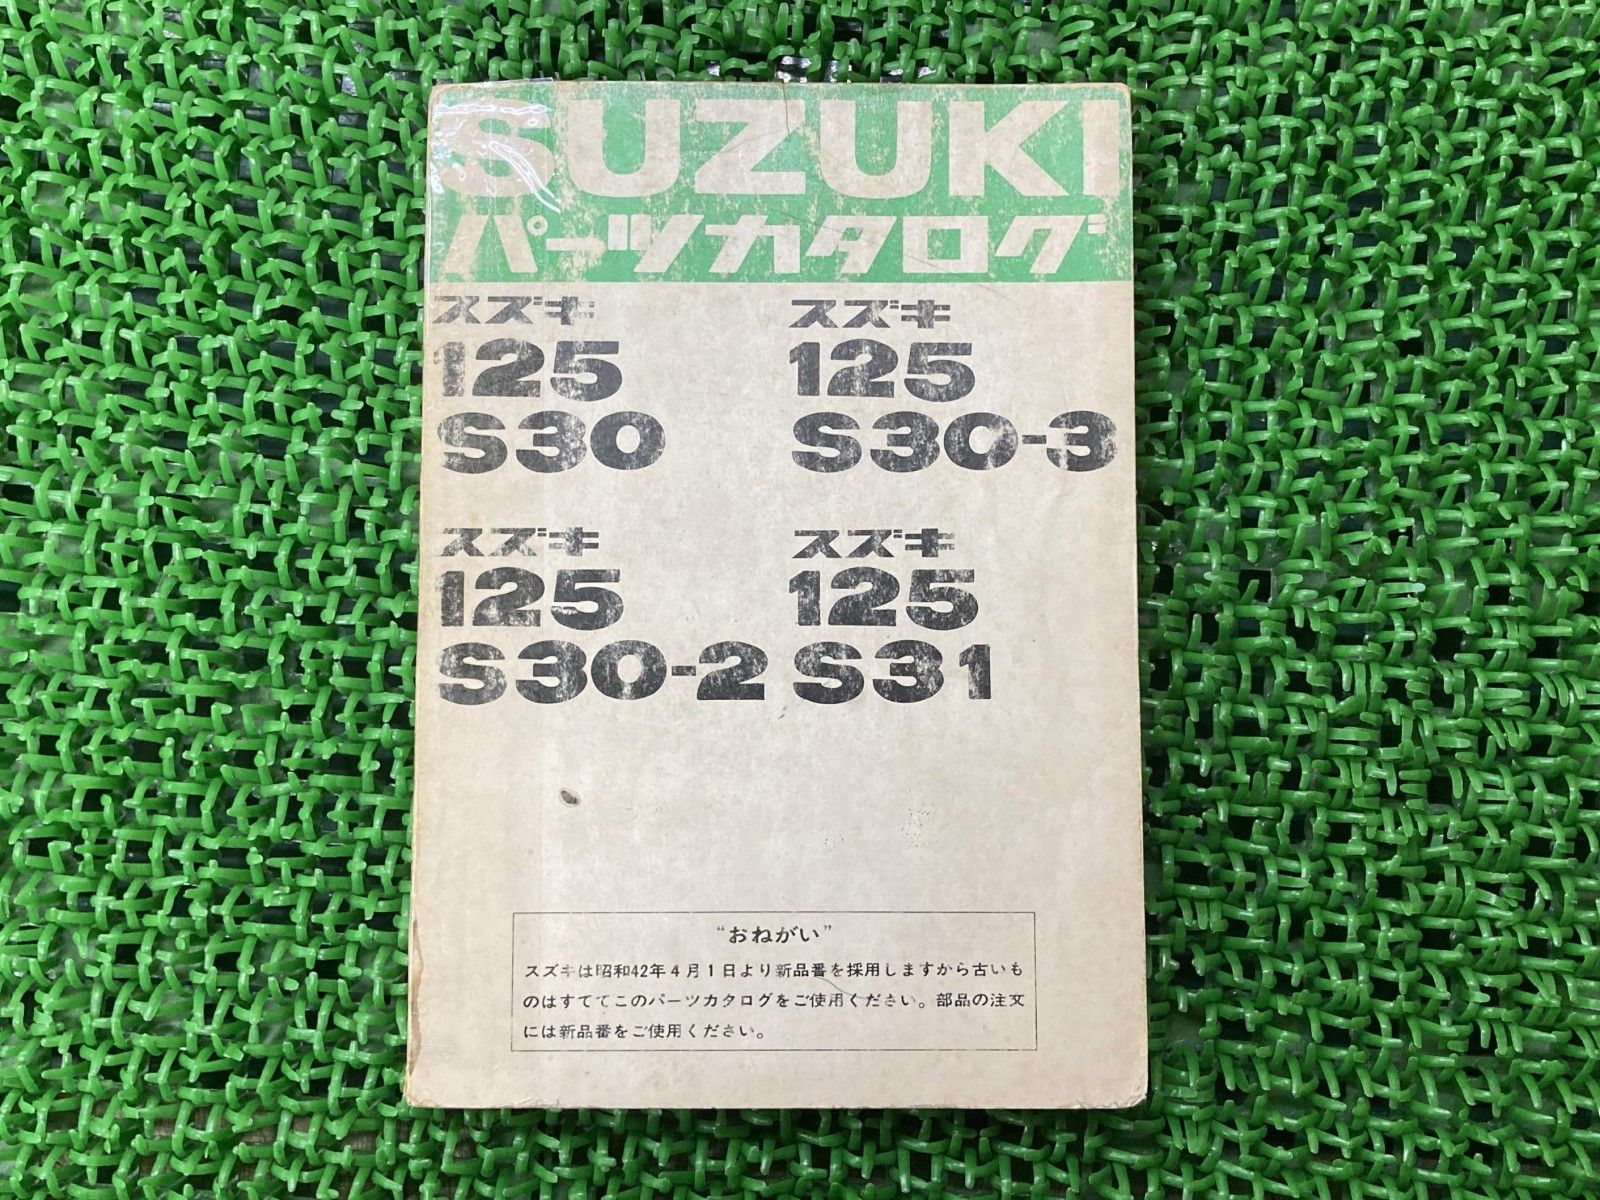 SUZUKI
パーツカタログ
スズキ
125
S30
スズキ
125
S30-3
スズキ
125
S30-2
スズキ
125
S31
“おねがい”
スズキは昭和42年4月1日より新品番を採用しますから古いも
のはすててこのパーツカタログをご使用ください。部品の注文
には新品番をご使用ください。